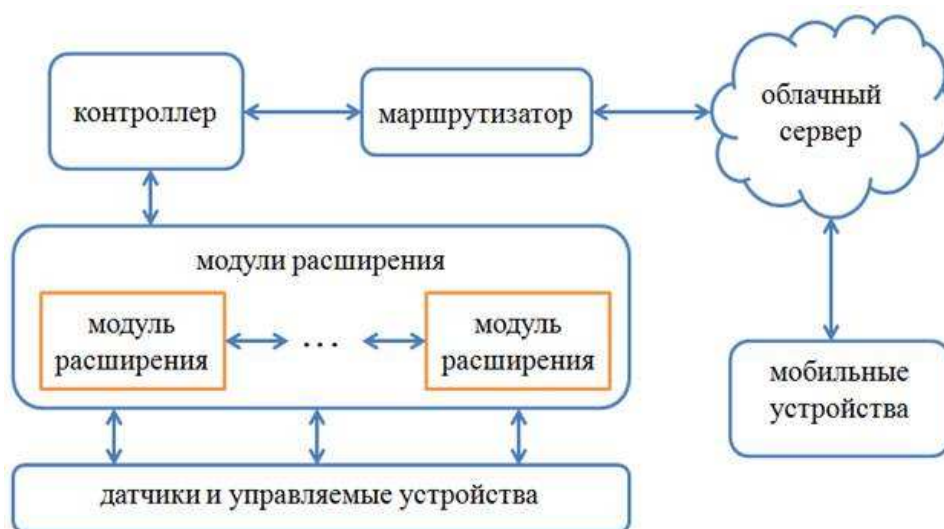 контроллер
маршрутизатор
облачный
сервер
модули расширения
модуль
расширения
...
модуль
расширения
мобильные
устройства
датчики и управляемые устройства